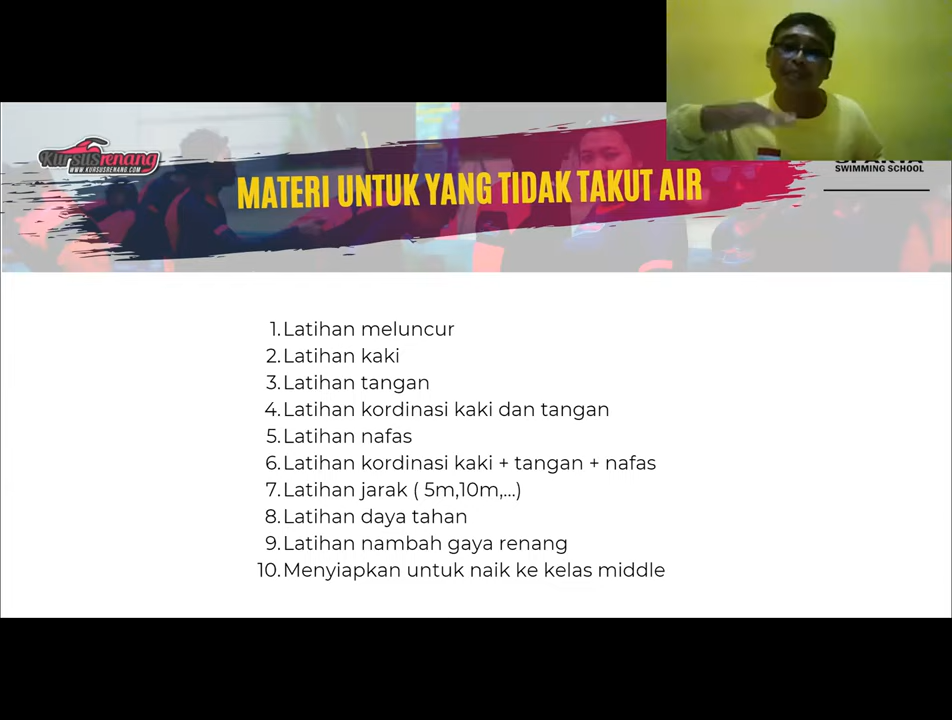 Kursusrenang
WWW.KURSUSRENANG.COM
MATERI UNTUK YANG TIDAK TAKUT AIR
SWIMMING SCHOOL
1. Latihan meluncur
2. Latihan kaki
3. Latihan tangan
4. Latihan kordinasi kaki dan tangan
5. Latihan nafas
6. Latihan kordinasi kaki + tangan + nafas
7. Latihan jarak ( 5m,10m,...)
8. Latihan daya tahan
9. Latihan nambah gaya renang
10. Menyiapkan untuk naik ke kelas middle